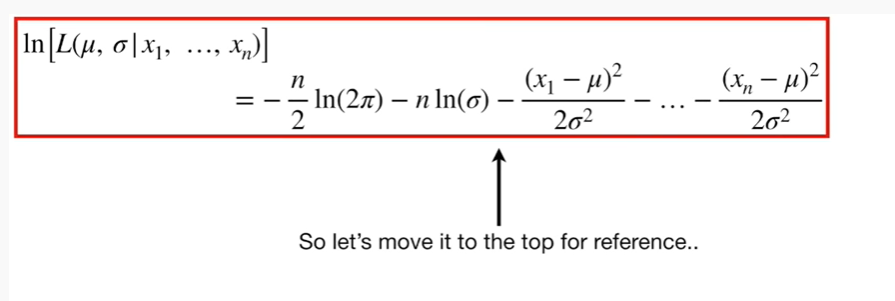 ln[L(μ, σ|x₁, …, xₙ)]
= − n/2 ln(2π) − n ln(σ) − (x₁ − μ)²/2σ² − … − (xₙ − μ)²/2σ²
So let's move it to the top for reference..